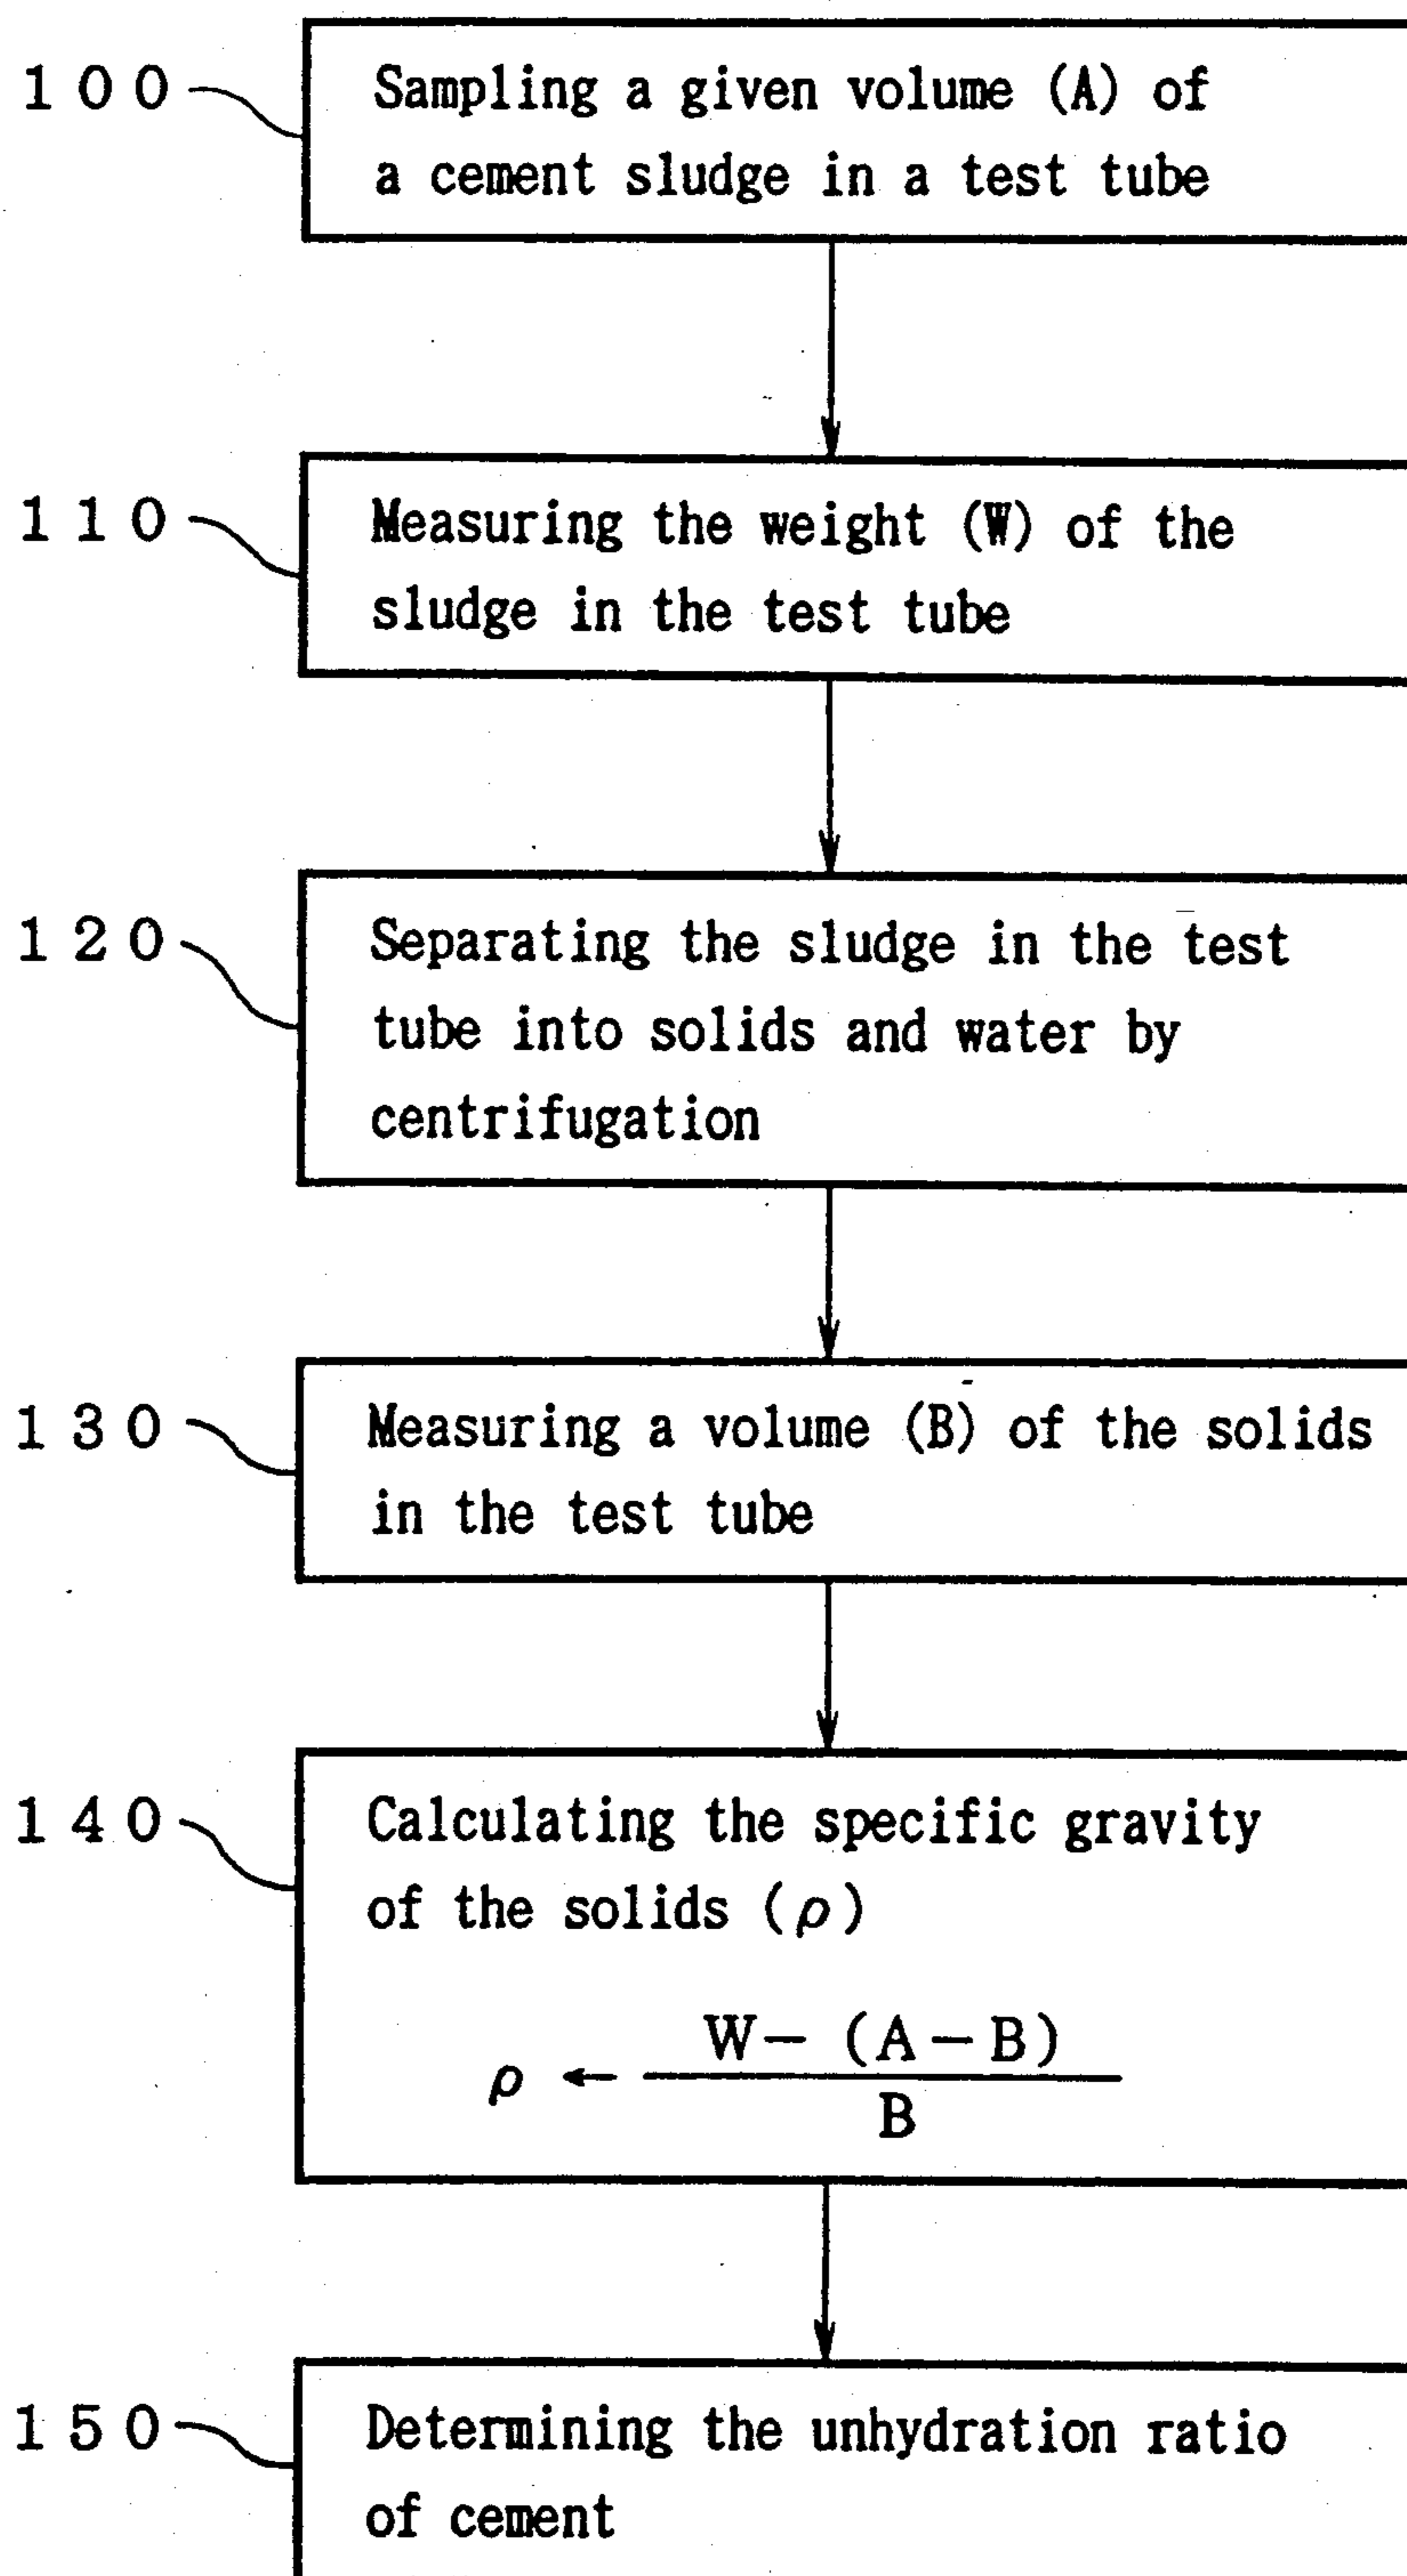 100
Sampling a given volume (A) of
a cement sludge in a test tube
110
Measuring the weight (W) of the
sludge in the test tube
120
Separating the sludge in the test
tube into solids and water by
centrifugation
130
Measuring a volume (B) of the solids
in the test tube
140
Calculating the specific gravity
of the solids (ρ)
W− (A−B)
ρ ←
B
150
Determining the unhydration ratio
of cement